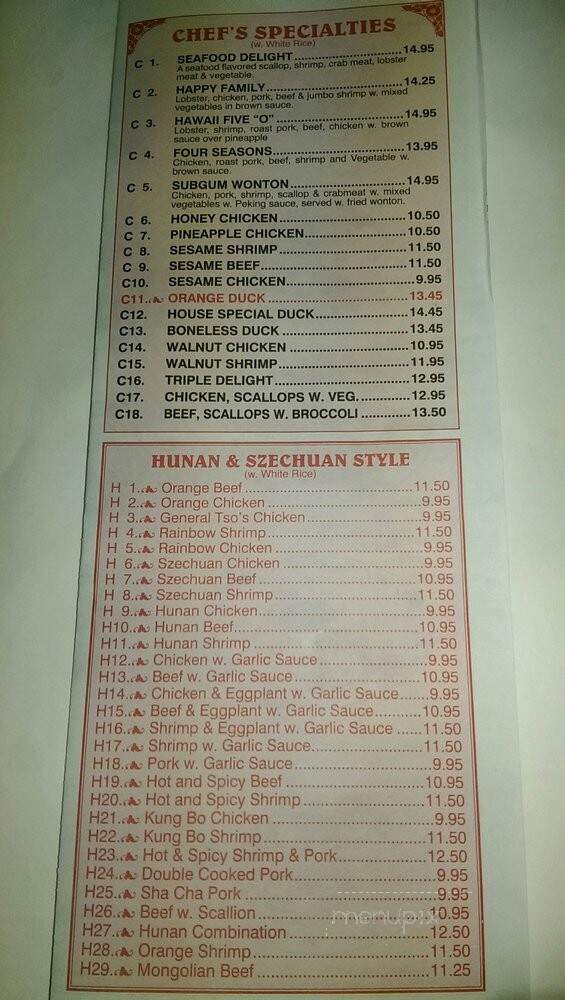 CHEF'S SPECIALTIES
(w. White Rice)
C 1. SEAFOOD DELIGHT 14.95
A seafood flavored scallop, shrimp, crab meat, lobster
meat & vegetable.
C 2. HAPPY FAMILY 14.25
Lobster, chicken, pork, beef & jumbo shrimp w. mixed
vegetables in brown sauce.
C 3. HAWAII FIVE "O" 14.95
Lobster, shrimp, roast pork, beef, chicken w. brown
sauce over pineapple
C 4. FOUR SEASONS 13.95
Chicken, roast pork, beef, shrimp and Vegetable w.
brown sauce.
C 5. SUBGUM WONTON 14.95
Chicken, pork, shrimp, scallop & crabmeat w. mixed
vegetables w. Peking sauce, served w. fried wonton.
C 6. HONEY CHICKEN 10.50
C 7. PINEAPPLE CHICKEN 10.50
C 8. SESAME SHRIMP 11.50
C 9. SESAME BEEF 11.50
C10. SESAME CHICKEN 9.95
C11. ORANGE DUCK 13.45
C12. HOUSE SPECIAL DUCK 14.45
C13. BONELESS DUCK 13.45
C14. WALNUT CHICKEN 10.95
C15. WALNUT SHRIMP 11.95
C16. TRIPLE DELIGHT 12.95
C17. CHICKEN, SCALLOPS W. VEG. 12.95
C18. BEEF, SCALLOPS W. BROCCOLI 13.50
HUNAN & SZECHUAN STYLE
(w. White Rice)
H 1. Orange Beef 11.50
H 2. Orange Chicken 9.95
H 3. General Tso's Chicken 9.95
H 4. Rainbow Shrimp 11.50
H 5. Rainbow Chicken 9.95
H 6. Szechuan Chicken 9.95
H 7. Szechuan Beef 10.95
H 8. Szechuan Shrimp 11.50
H 9. Hunan Chicken 9.95
H10. Hunan Beef 10.95
H11. Hunan Shrimp 11.50
H12. Chicken w. Garlic Sauce 9.95
H13. Beef w. Garlic Sauce 10.95
H14. Chicken & Eggplant w. Garlic Sauce 9.95
H15. Beef & Eggplant w. Garlic Sauce 10.95
H16. Shrimp & Eggplant w. Garlic Sauce 11.50
H17. Shrimp w. Garlic Sauce 11.50
H18. Pork w. Garlic Sauce 9.95
H19. Hot and Spicy Beef 10.95
H20. Hot and Spicy Shrimp 11.50
H21. Kung Bo Chicken 9.95
H22. Kung Bo Shrimp 11.50
H23. Hot & Spicy Shrimp & Pork 12.50
H24. Double Cooked Pork 9.95
H25. Sha Cha Pork 9.95
H26. Beef w. Scallion 10.95
H27. Hunan Combination 12.50
H28. Orange Shrimp 11.50
H29. Mongolian Beef 11.25
menupix